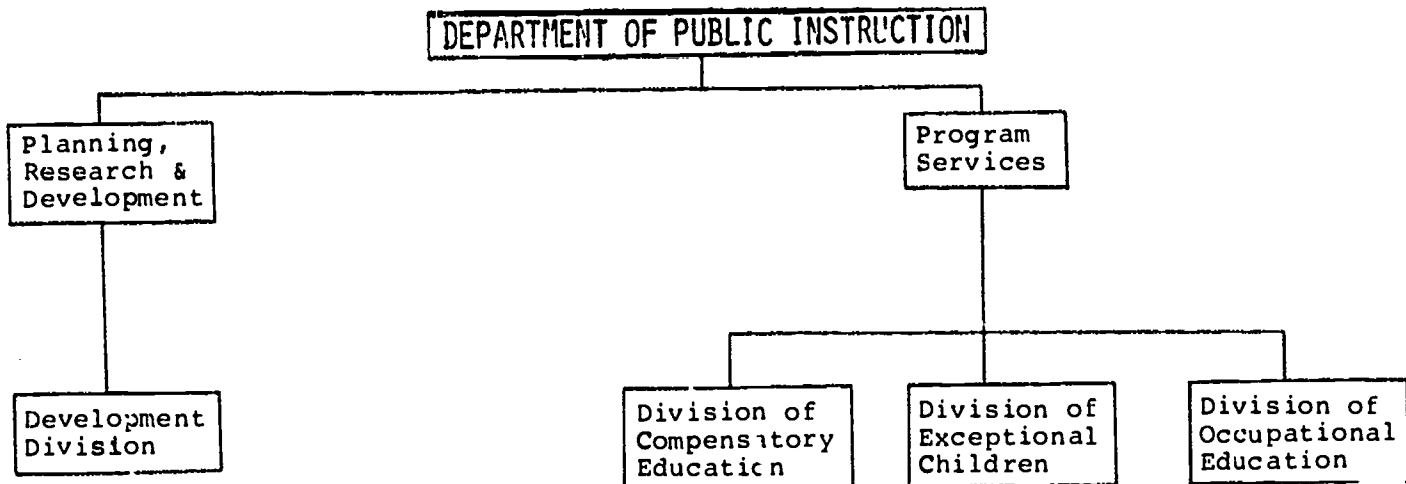 DEPARTMENT OF PUBLIC INSTRUCTION
Planning,
Research &
Development
Program
Services
Development
Division
Division of
Compensatory
Education
Division of
Exceptional
Children
Division of
Occupational
Education